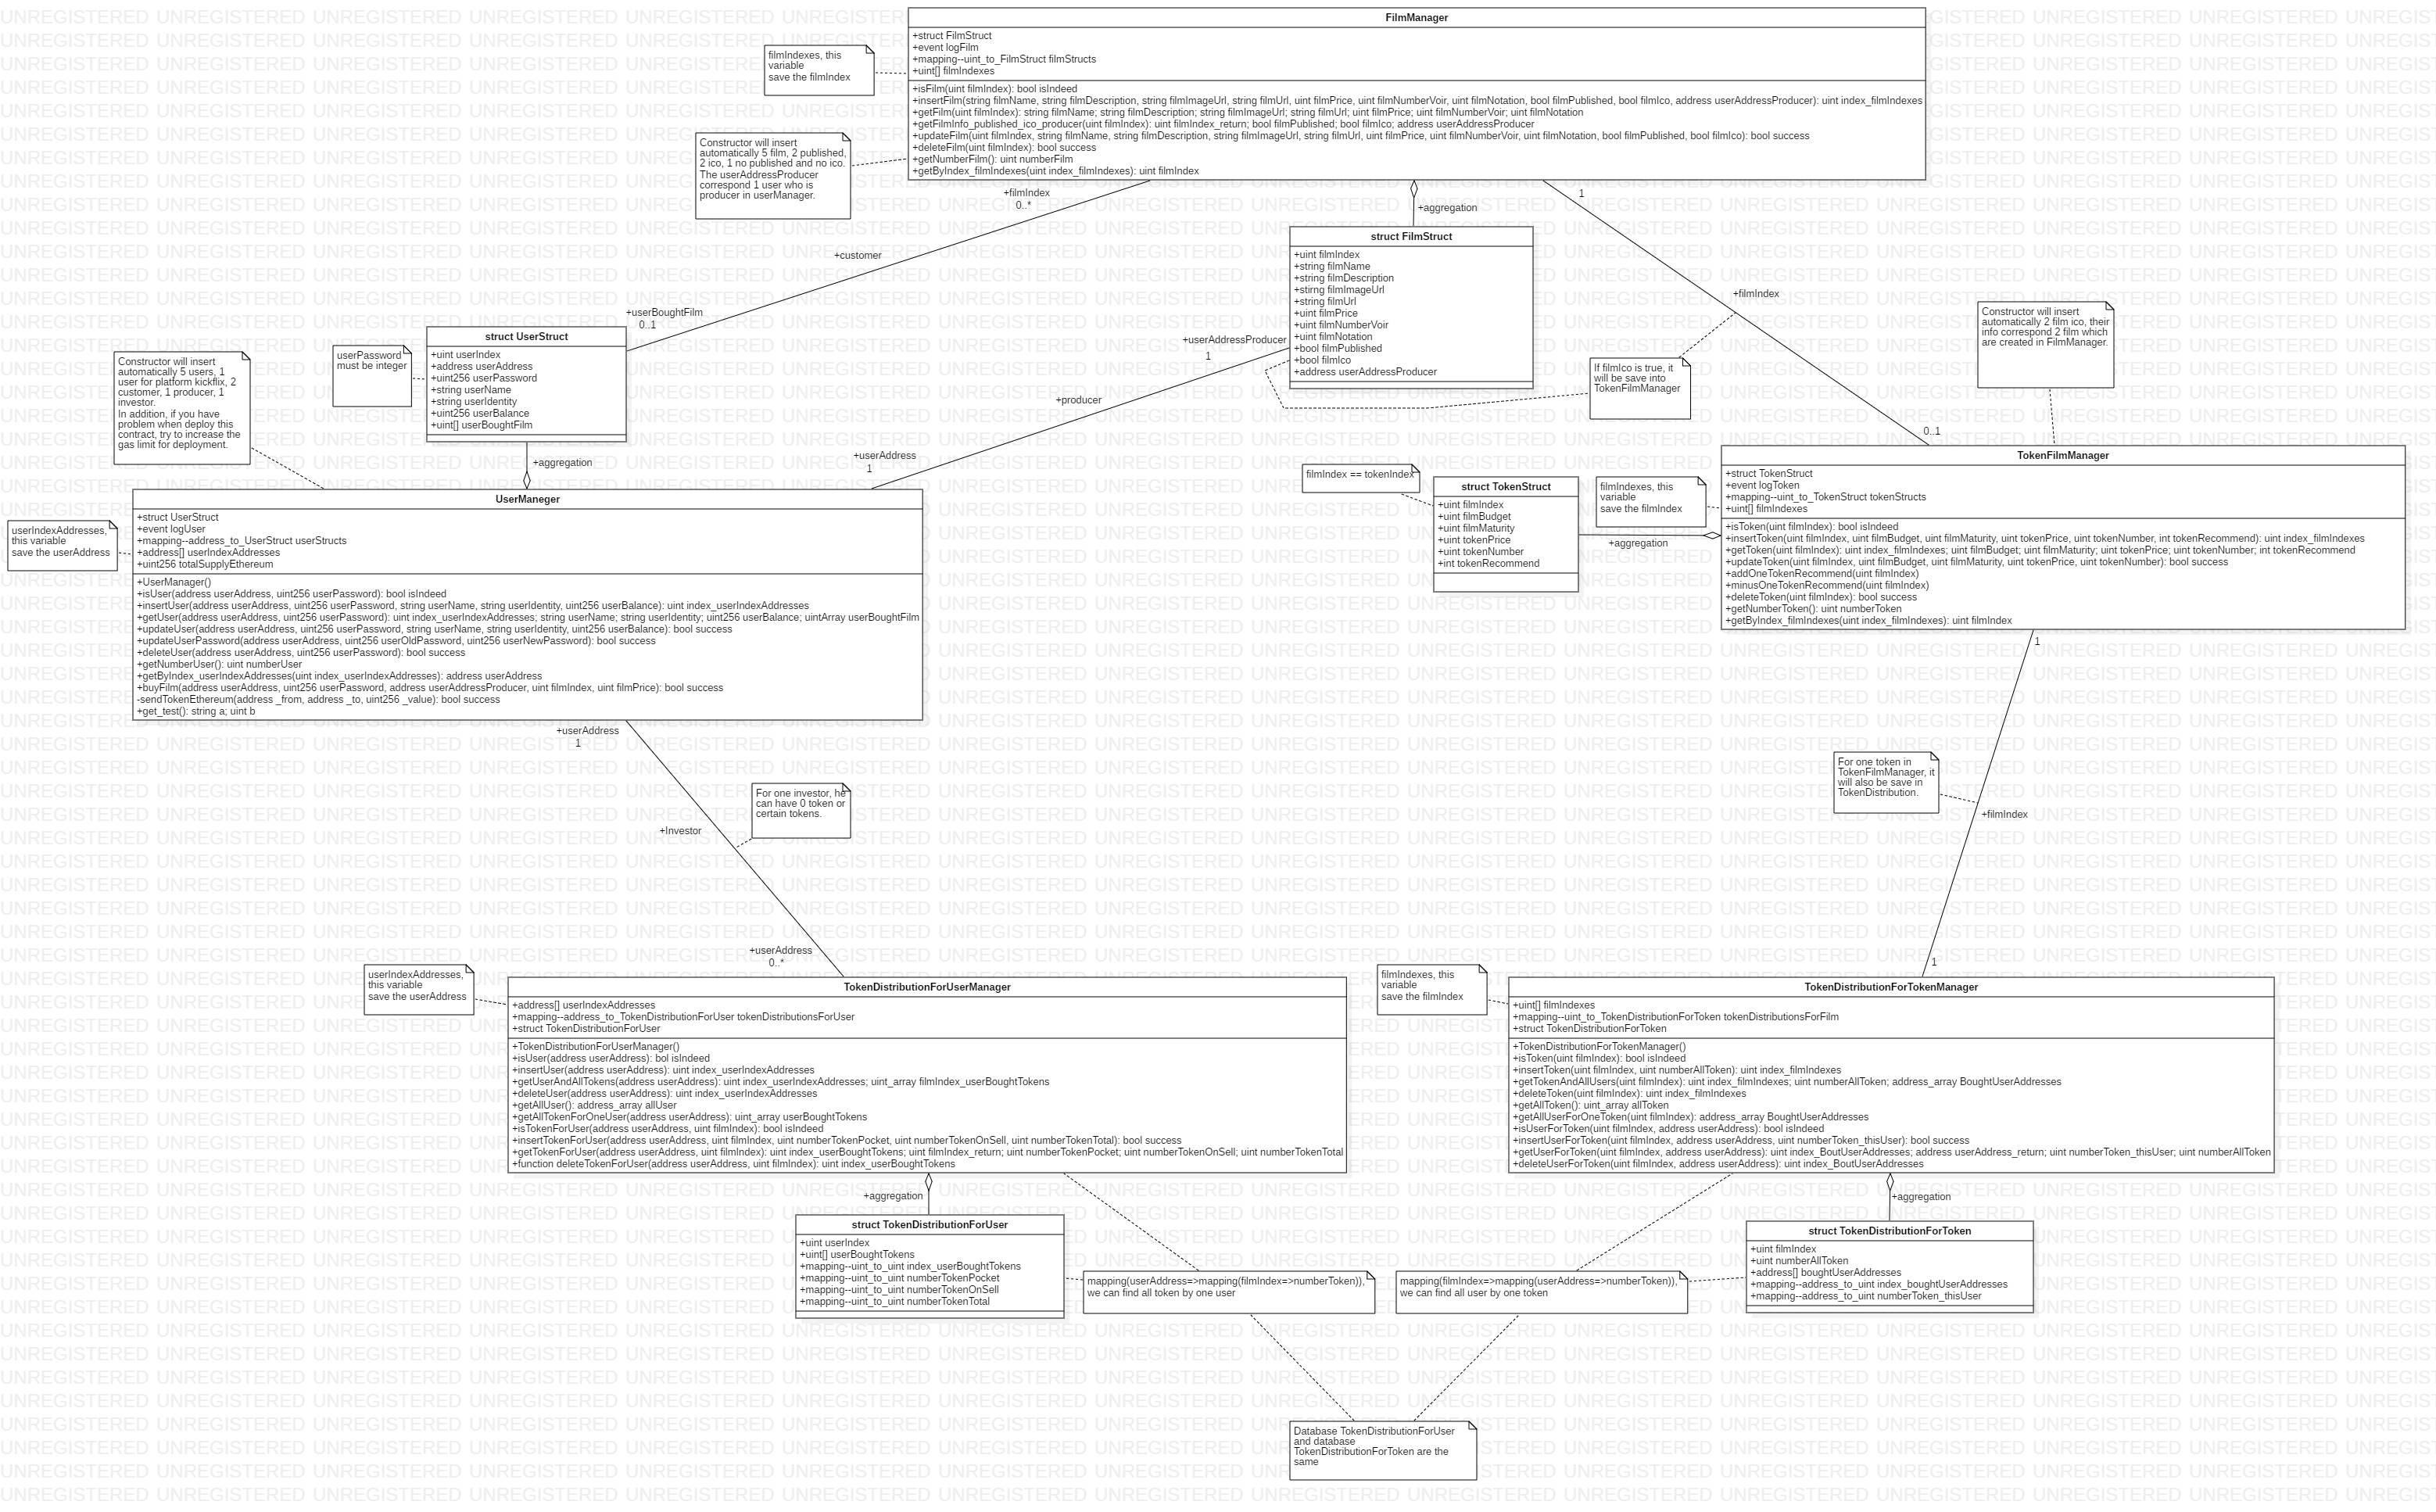 FilmManager
+struct FilmStruct
+event logFilm
+mapping--uint_to_FilmStruct filmStructs
+uint[] filmIndexes
+isFilm(uint filmIndex): bool isIndeed
+insertFilm(string filmName, string filmDescription, string filmImageUrl, string filmUrl, uint filmPrice, uint filmNumberVoir, uint filmNotation, bool filmPublished, bool filmIco, address userAddressProducer): uint index_filmIndexes
+getFilm(uint filmIndex): string filmName; string filmDescription; string filmImageUrl; string filmUrl; uint filmPrice; uint filmNumberVoir; uint filmNotation
+getFilmInfo_published_ico_producer(uint filmIndex): uint filmIndex_return; bool filmPublished; bool filmIco; address userAddressProducer
+updateFilm(uint filmIndex, string filmName, string filmDescription, string filmImageUrl, string filmUrl, uint filmPrice, uint filmNumberVoir, uint filmNotation, bool filmPublished, bool filmIco): bool success
+deleteFilm(uint filmIndex): bool success
+getNumberFilm(): uint numberFilm
+getByIndex_filmIndexes(uint index_filmIndexes): uint filmIndex
filmIndexes, this
variable
save the filmIndex
Constructor will insert
automatically 5 film, 2 published,
2 ico, 1 no published and no ico.
The userAddressProducer
correspond 1 user who is
producer in userManager.
+filmIndex
0..*
+customer
+userBoughtFilm
0..1
+aggregation
1
+filmIndex
0..1
struct FilmStruct
+uint filmIndex
+string filmName
+string filmDescription
+stirng filmImageUrl
+string filmUrl
+uint filmPrice
+uint filmNumberVoir
+uint filmNotation
+bool filmPublished
+bool filmIco
+address userAddressProducer
+userAddressProducer
1
+producer
+userAddress
1
If filmIco is true, it
will be save into
TokenFilmManager
Constructor will insert
automatically 2 film ico, their
info correspond 2 film which
are created in FilmManager.
struct UserStruct
+uint userIndex
+address userAddress
+uint256 userPassword
+string userName
+string userIdentity
+uint256 userBalance
+uint[] userBoughtFilm
userPassword
must be integer
Constructor will insert
automatically 5 users, 1
user for platform kickflix, 2
customer, 1 producer, 1
investor.
In addition, if you have
problem when deploy this
contract, try to increase the
gas limit for deployment.
+aggregation
UserManeger
+struct UserStruct
+event logUser
+mapping--address_to_UserStruct userStructs
+address[] userIndexAddresses
+uint256 totalSupplyEthereum
+UserManager()
+isUser(address userAddress, uint256 userPassword): bool isIndeed
+insertUser(address userAddress, uint256 userPassword, string userName, string userIdentity, uint256 userBalance): uint index_userIndexAddresses
+getUser(address userAddress, uint256 userPassword): uint index_userIndexAddresses; string userName; string userIdentity; uint256 userBalance; uintArray userBoughtFilm
+updateUser(address userAddress, uint256 userPassword, string userName, string userIdentity, uint256 userBalance): bool success
+updateUserPassword(address userAddress, uint256 userOldPassword, uint256 userNewPassword): bool success
+deleteUser(address userAddress, uint256 userPassword): bool success
+getNumberUser(): uint numberUser
+getByIndex_userIndexAddresses(uint index_userIndexAddresses): address userAddress
+buyFilm(address userAddress, uint256 userPassword, address userAddressProducer, uint filmIndex, uint filmPrice): bool success
-sendTokenEthereum(address _from, address _to, uint256 _value): bool success
+get_test(): string a; uint b
userIndexAddresses,
this variable
save the userAddress
filmIndex == tokenIndex
struct TokenStruct
+uint filmIndex
+uint filmBudget
+uint filmMaturity
+uint tokenPrice
+uint tokenNumber
+int tokenRecommend
filmIndexes, this
variable
save the filmIndex
+aggregation
TokenFilmManager
+struct TokenStruct
+event logToken
+mapping--uint_to_TokenStruct tokenStructs
+uint[] filmIndexes
+isToken(uint filmIndex): bool isIndeed
+insertToken(uint filmIndex, uint filmBudget, uint filmMaturity, uint tokenPrice, uint tokenNumber, int tokenRecommend): uint index_filmIndexes
+getToken(uint filmIndex): uint index_filmIndexes; uint filmBudget; uint filmMaturity; uint tokenPrice; uint tokenNumber; int tokenRecommend
+updateToken(uint filmIndex, uint filmBudget, uint filmMaturity, uint tokenPrice, uint tokenNumber): bool success
+addOneTokenRecommend(uint filmIndex)
+minusOneTokenRecommend(uint filmIndex)
+deleteToken(uint filmIndex): bool success
+getNumberToken(): uint numberToken
+getByIndex_filmIndexes(uint index_filmIndexes): uint filmIndex
+userAddress
1
+Investor
For one investor, he
can have 0 token or
certain tokens.
+userAddress
0..*
1
For one token in
TokenFilmManager, it
will also be save in
TokenDistribution.
+filmIndex
1
userIndexAddresses,
this variable
save the userAddress
TokenDistributionForUserManager
+address[] userIndexAddresses
+mapping--address_to_TokenDistributionForUser tokenDistributionsForUser
+struct TokenDistributionForUser
+TokenDistributionForUserManager()
+isUser(address userAddress): bol isIndeed
+insertUser(address userAddress): uint index_userIndexAddresses
+getUserAndAllTokens(address userAddress): uint index_userIndexAddresses; uint_array filmIndex_userBoughtTokens
+deleteUser(address userAddress): uint index_userIndexAddresses
+getAllUser(): address_array allUser
+getAllTokenForOneUser(address userAddress): uint_array userBoughtTokens
+isTokenForUser(address userAddress, uint filmIndex): bool isIndeed
+insertTokenForUser(address userAddress, uint filmIndex, uint numberTokenPocket, uint numberTokenOnSell, uint numberTokenTotal): bool success
+getTokenForUser(address userAddress, uint filmIndex): uint index_userBoughtTokens; uint filmIndex_return; uint numberTokenPocket; uint numberTokenOnSell; uint numberTokenTotal
+function deleteTokenForUser(address userAddress, uint filmIndex): uint index_userBoughtTokens
filmIndexes, this
variable
save the filmIndex
TokenDistributionForTokenManager
+uint[] filmIndexes
+mapping--uint_to_TokenDistributionForToken tokenDistributionsForFilm
+struct TokenDistributionForToken
+TokenDistributionForTokenManager()
+isToken(uint filmIndex): bool isIndeed
+insertToken(uint filmIndex, uint numberAllToken): uint index_filmIndexes
+getTokenAndAllUsers(uint filmIndex): uint index_filmIndexes; uint numberAllToken; address_array BoughtUserAddresses
+deleteToken(uint filmIndex): uint index_filmIndexes
+getAllToken(): uint_array allToken
+getAllUserForOneToken(uint filmIndex): address_array BoughtUserAddresses
+isUserForToken(uint filmIndex, address userAddress): bool isIndeed
+insertUserForToken(uint filmIndex, address userAddress, uint numberToken_thisUser): bool success
+getUserForToken(uint filmIndex, address userAddress): uint index_BoutUserAddresses; address userAddress_return; uint numberToken_thisUser; uint numberAllToken
+deleteUserForToken(uint filmIndex, address userAddress): uint index_BoutUserAddresses
+aggregation
struct TokenDistributionForUser
+uint userIndex
+uint[] userBoughtTokens
+mapping--uint_to_uint index_userBoughtTokens
+mapping--uint_to_uint numberTokenPocket
+mapping--uint_to_uint numberTokenOnSell
+mapping--uint_to_uint numberTokenTotal
mapping(userAddress=>mapping(filmIndex=>numberToken)),
we can find all token by one user
mapping(filmIndex=>mapping(userAddress=>numberToken)),
we can find all user by one token
+aggregation
struct TokenDistributionForToken
+uint filmIndex
+uint numberAllToken
+address[] boughtUserAddresses
+mapping--address_to_uint index_boughtUserAddresses
+mapping--address_to_uint numberToken_thisUser
Database TokenDistributionForUser
and database
TokenDistributionForToken are the
same